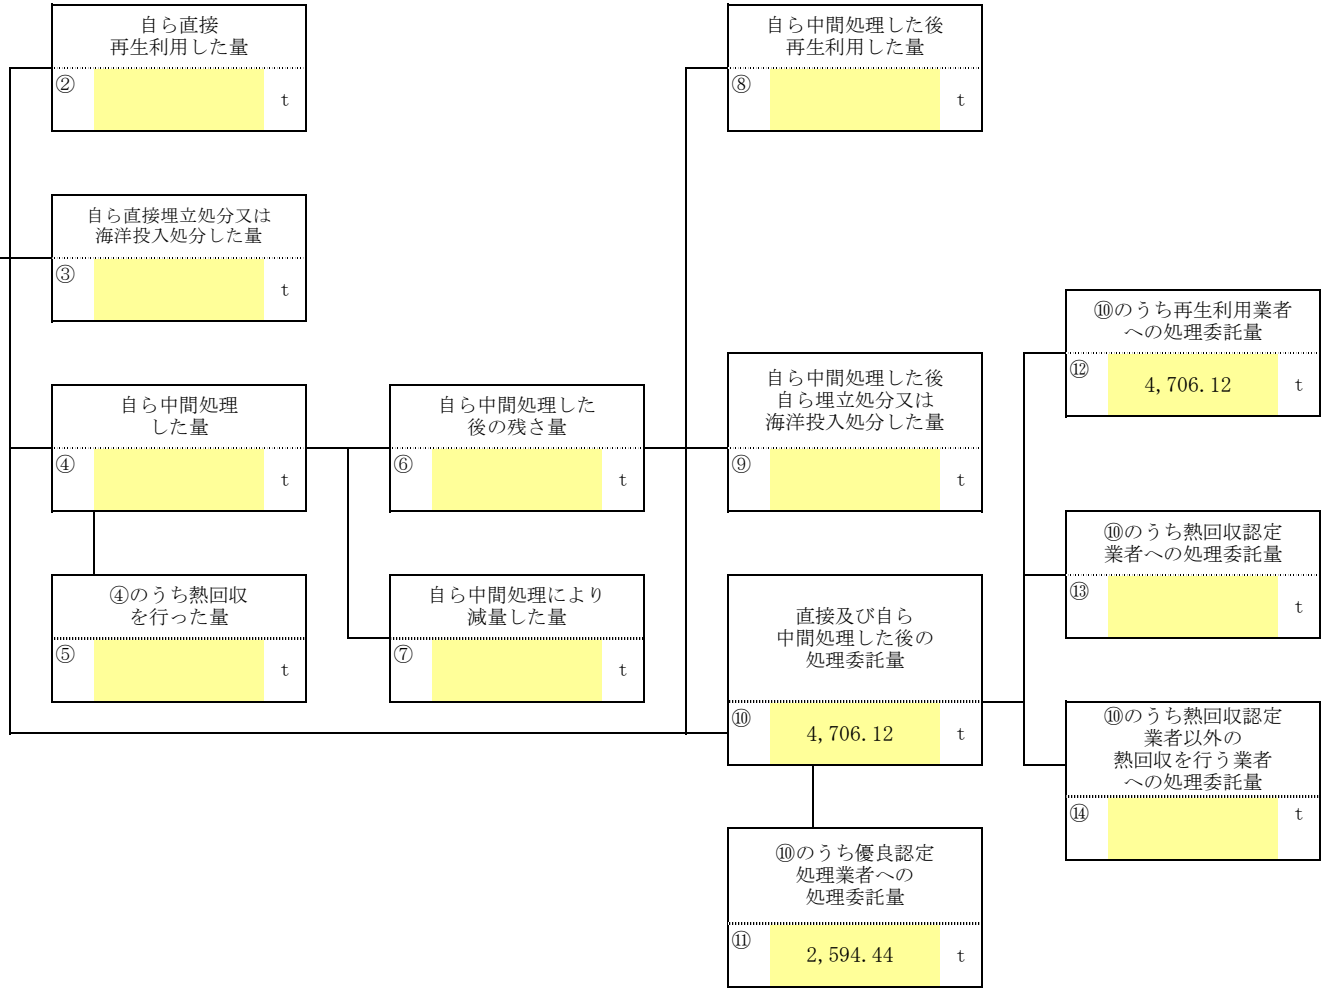 自ら直接
再生利用した量
②
t
自ら直接埋立処分又は
海洋投入処分した量
③
t
自ら中間処理
した量
④
t
④のうち熱回収
を行った量
⑤
t
自ら中間処理した
後の残さ量
⑥
t
自ら中間処理により
減量した量
⑦
t
自ら中間処理した後
再生利用した量
⑧
t
自ら中間処理した後
自ら埋立処分又は
海洋投入処分した量
⑨
t
直接及び自ら
中間処理した後の
処理委託量
⑩ 4,706.12 t
⑩のうち優良認定
処理業者への
処理委託量
⑪ 2,594.44 t
⑩のうち再生利用業者
への処理委託量
⑫ 4,706.12 t
⑩のうち熱回収認定
業者への処理委託量
⑬
t
⑩のうち熱回収認定
業者以外の
熱回収を行う業者
への処理委託量
⑭
t